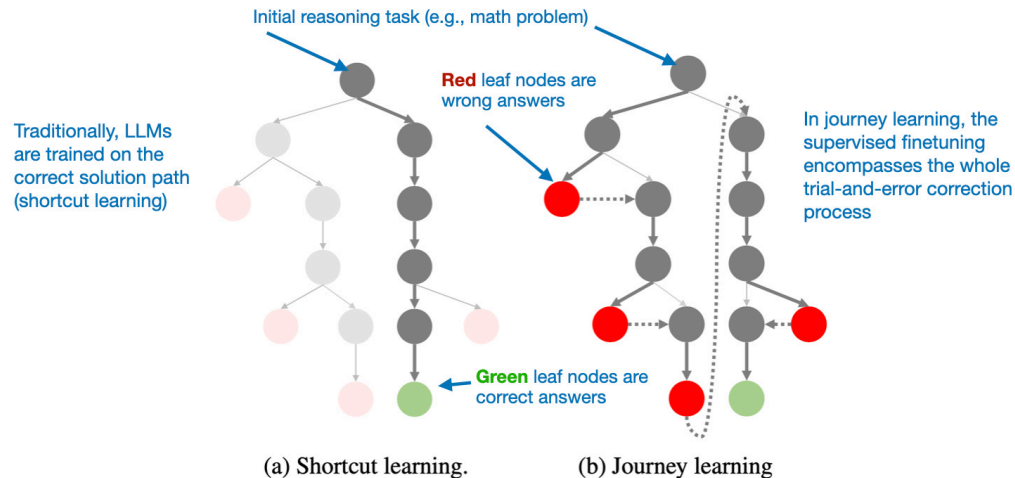 Initial reasoning task (e.g., math problem)
Red leaf nodes are
wrong answers
Traditionally, LLMs
are trained on the
correct solution path
(shortcut learning)
In journey learning, the
supervised finetuning
encompasses the whole
trial-and-error correction
process
Green leaf nodes are
correct answers
(a) Shortcut learning.
(b) Journey learning